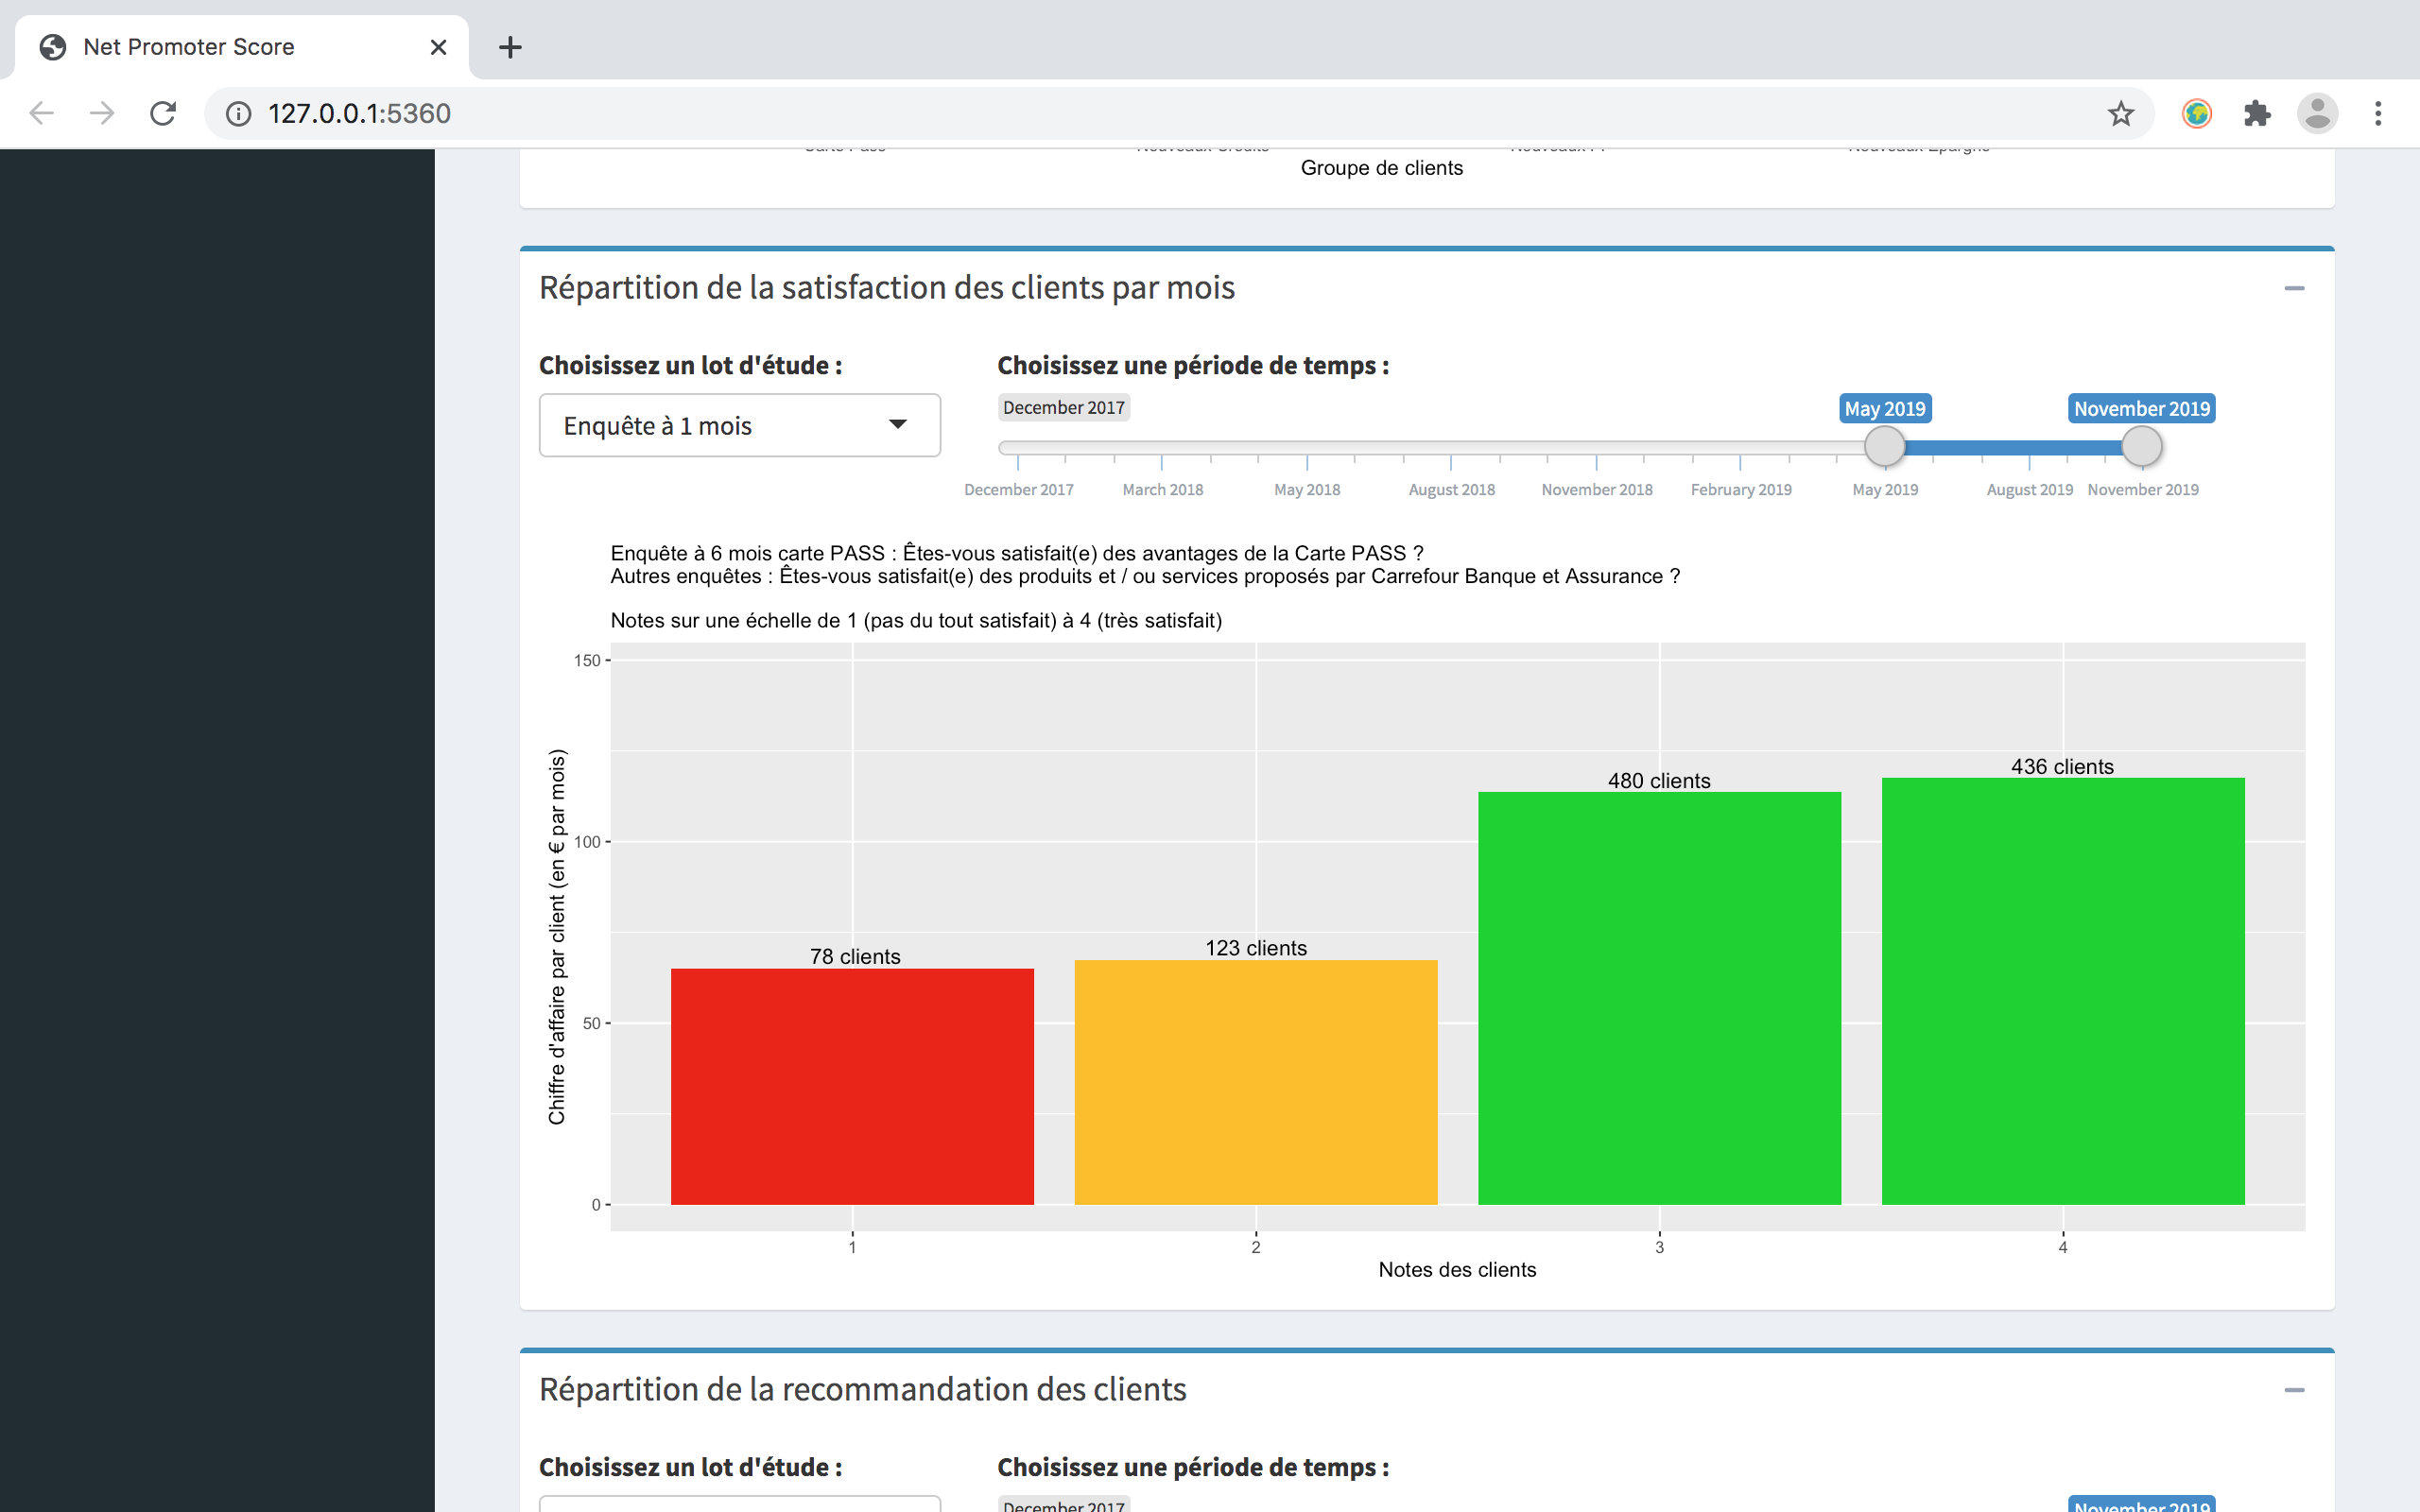 Net Promoter Score
127.0.0.1:5360
Groupe de clients
Répartition de la satisfaction des clients par mois
Choisissez un lot d'étude :
Enquête à 1 mois
Choisissez une période de temps :
December 2017
May 2019
November 2019
December 2017 March 2018 May 2018 August 2018 November 2018 February 2019 May 2019 August 2019 November 2019
Enquête à 6 mois carte PASS : Êtes-vous satisfait(e) des avantages de la Carte PASS ?
Autres enquêtes : Êtes-vous satisfait(e) des produits et / ou services proposés par Carrefour Banque et Assurance ?
Notes sur une échelle de 1 (pas du tout satisfait) à 4 (très satisfait)
Chiffre d'affaire par client (en € par mois)
150
100
50
0
78 clients
123 clients
480 clients
436 clients
1 2 3 4
Notes des clients
Répartition de la recommandation des clients
Choisissez un lot d'étude :
Choisissez une période de temps :
December 2017
November 2019